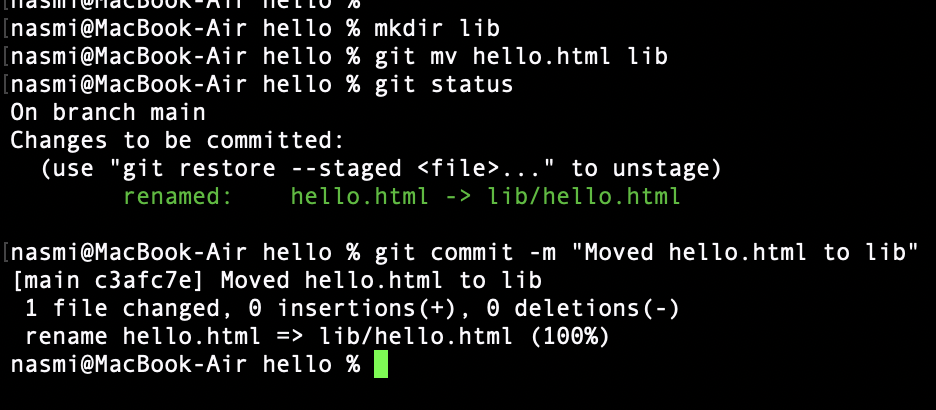 nasmi@MacBook-Air hello %
[nasmi@MacBook-Air hello % mkdir lib
[nasmi@MacBook-Air hello % git mv hello.html lib
[nasmi@MacBook-Air hello % git status
On branch main
Changes to be committed:
  (use "git restore --staged <file>..." to unstage)
        renamed:    hello.html -> lib/hello.html
[nasmi@MacBook-Air hello % git commit -m "Moved hello.html to lib"
[main c3afc7e] Moved hello.html to lib
 1 file changed, 0 insertions(+), 0 deletions(-)
 rename hello.html => lib/hello.html (100%)
nasmi@MacBook-Air hello %